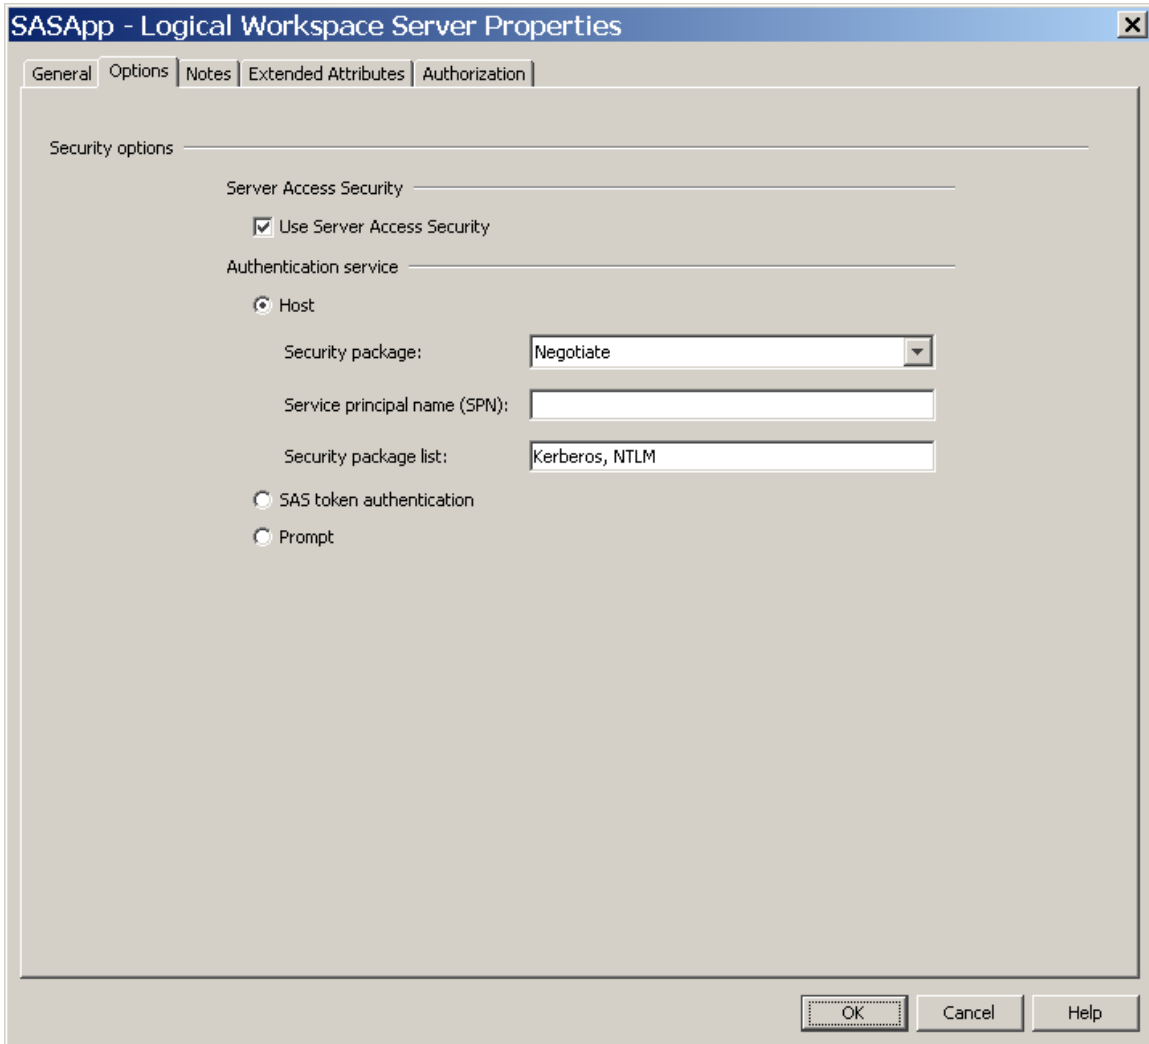 SASApp - Logical Workspace Server Properties
General Options Notes Extended Attributes Authorization
Security options
Server Access Security
Use Server Access Security
Authentication service
Host
Security package: Negotiate
Service principal name (SPN):
Security package list: Kerberos, NTLM
SAS token authentication
Prompt
OK Cancel Help